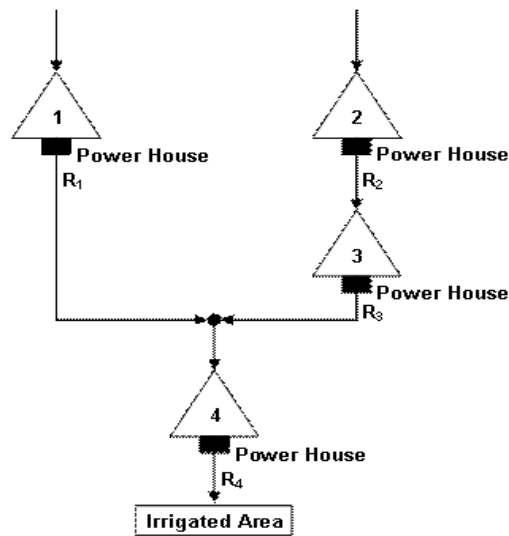 1
Power House
R₁
2
Power House
R₂
3
Power House
R₃
4
Power House
R₄
Irrigated Area